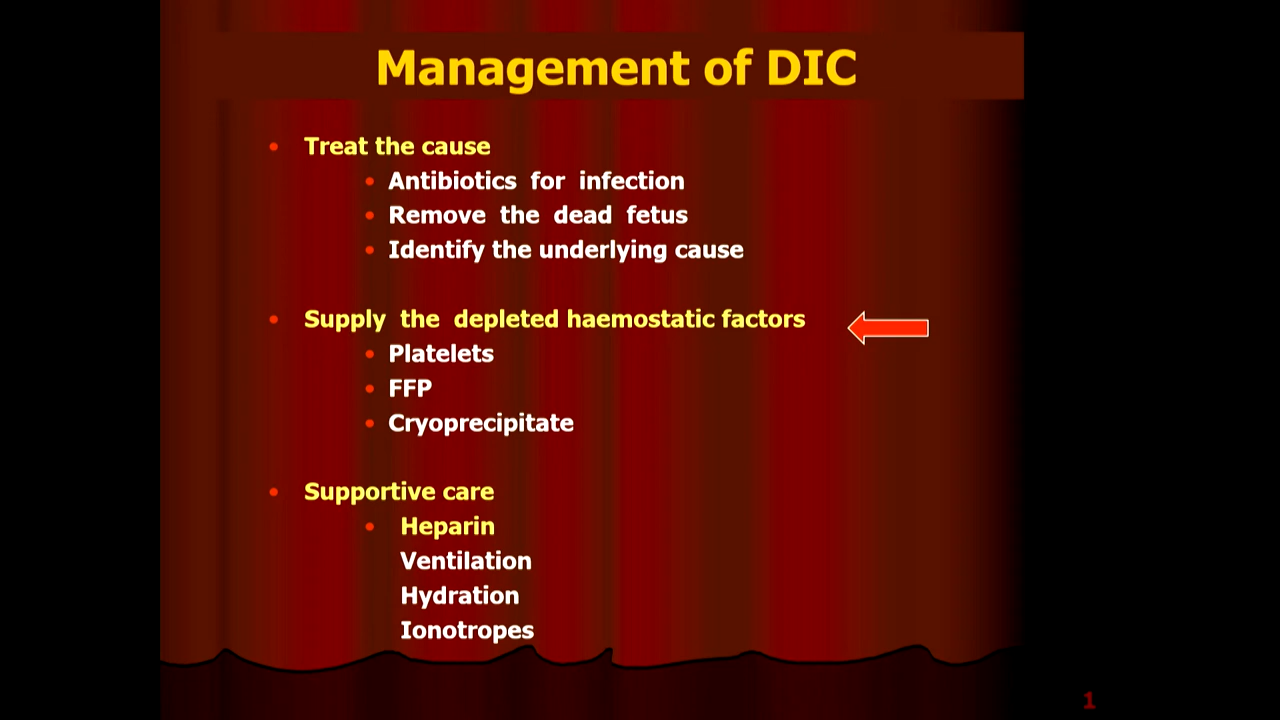 Management of DIC
• Treat the cause
• Antibiotics for infection
• Remove the dead fetus
• Identify the underlying cause
• Supply the depleted haemostatic factors
• Platelets
• FFP
• Cryoprecipitate
• Supportive care
• Heparin
Ventilation
Hydration
Ionotropes
1